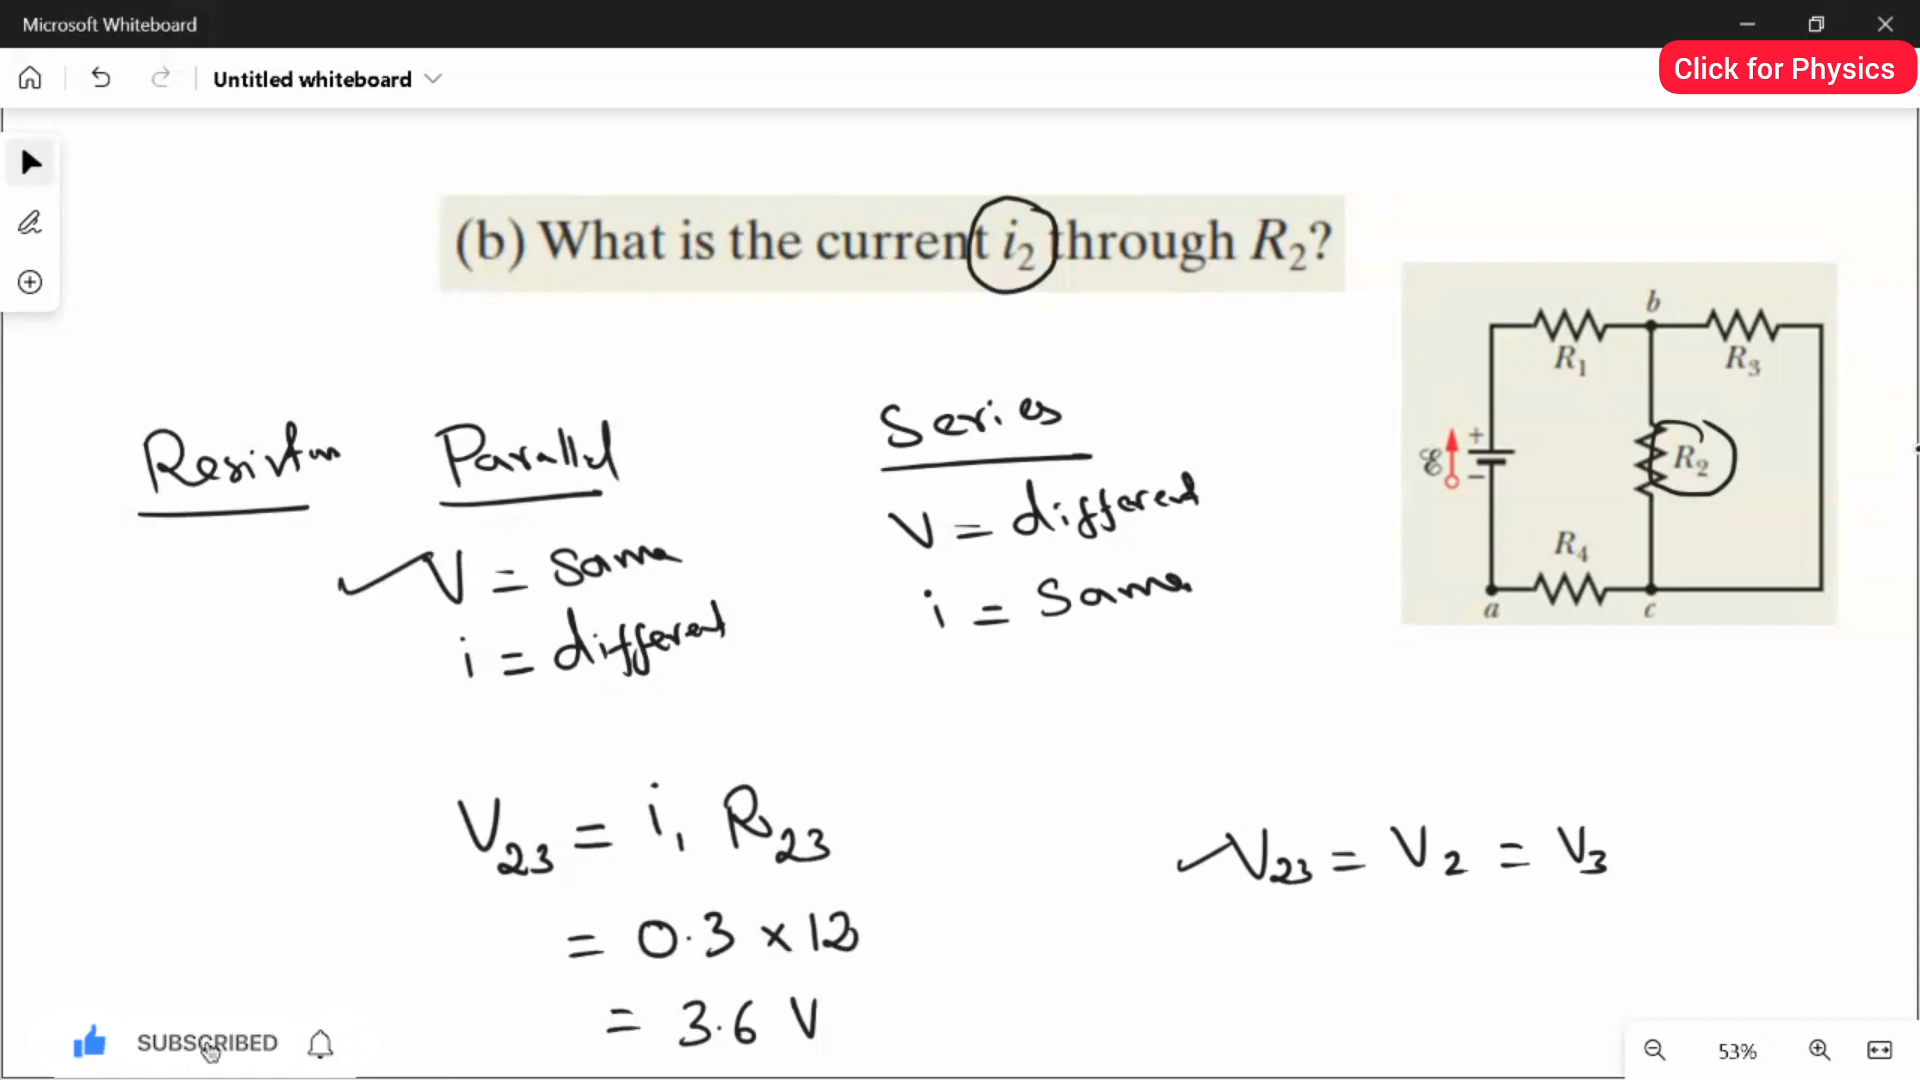 Microsoft Whiteboard
Untitled whiteboard
Click for Physics
(b) What is the current i₂ through R₂?
b
R₁
R₃
+
ℰ
R₂
−
R₄
a
c
Parallel
V = same
i = different
Series
V = different
i = same
V₂₃ = i₁ R₂₃
= 0.3 × 12
= 3.6 V
V₂₃ = V₂ = V₃
SUBSCRIBED
53%